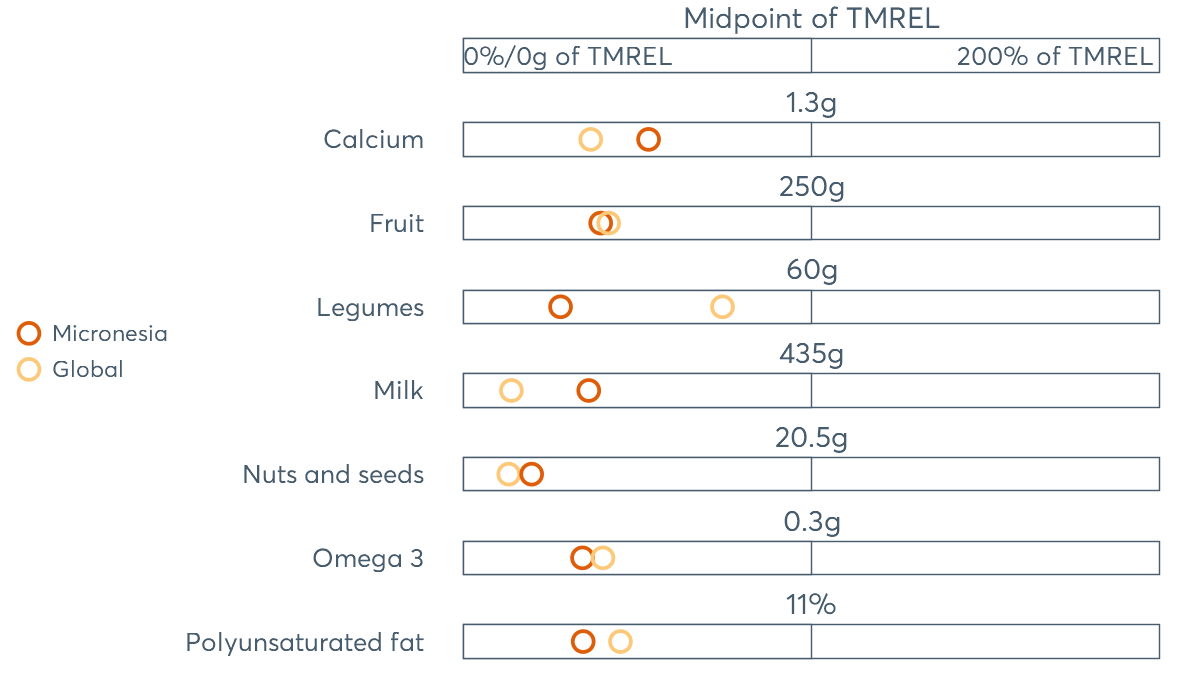 Midpoint of TMREL
0%/0g of TMREL
200% of TMREL
1.3g
Calcium
250g
Fruit
60g
Legumes
Micronesia
435g
Global
Milk
20.5g
Nuts and seeds
0.3g
Omega 3
11%
Polyunsaturated fat